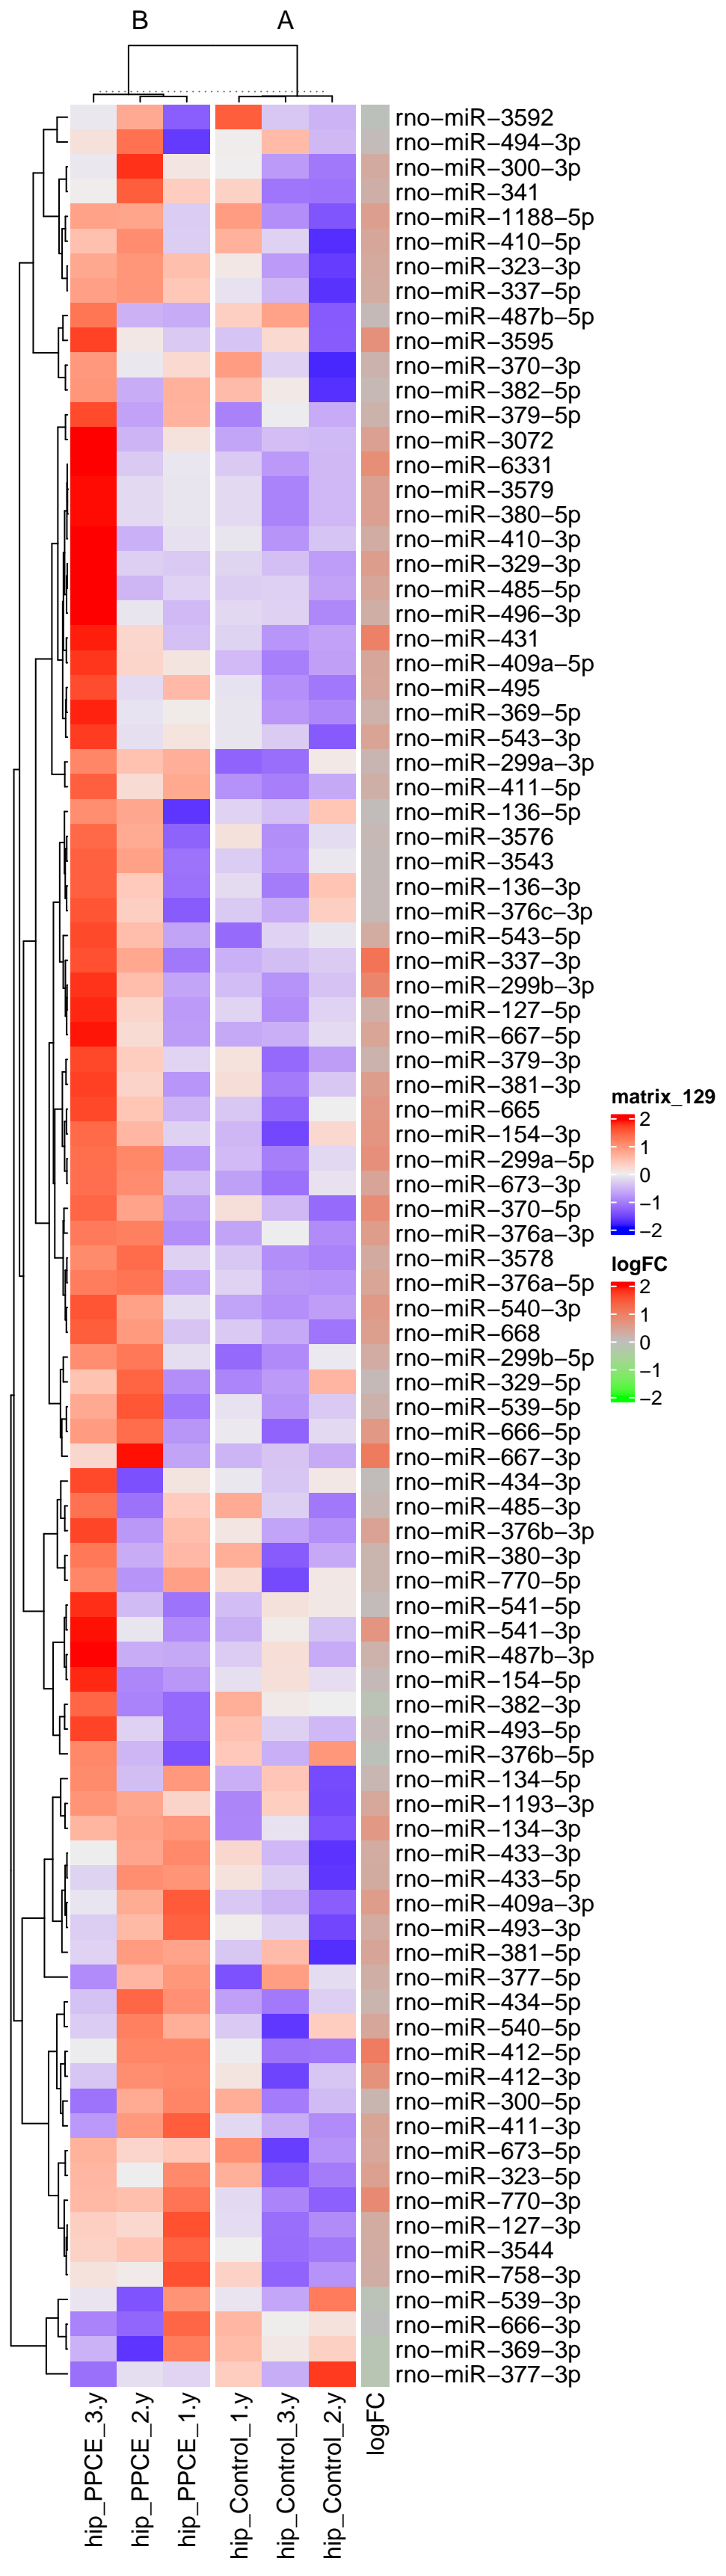 B A
rno−miR−3592
rno−miR−494−3p
rno−miR−300−3p
rno−miR−341
rno−miR−1188−5p
rno−miR−410−5p
rno−miR−323−3p
rno−miR−337−5p
rno−miR−487b−5p
rno−miR−3595
rno−miR−370−3p
rno−miR−382−5p
rno−miR−379−5p
rno−miR−3072
rno−miR−6331
rno−miR−3579
rno−miR−380−5p
rno−miR−410−3p
rno−miR−329−3p
rno−miR−485−5p
rno−miR−496−3p
rno−miR−431
rno−miR−409a−5p
rno−miR−495
rno−miR−369−5p
rno−miR−543−3p
rno−miR−299a−3p
rno−miR−411−5p
rno−miR−136−5p
rno−miR−3576
rno−miR−3543
rno−miR−136−3p
rno−miR−376c−3p
rno−miR−543−5p
rno−miR−337−3p
rno−miR−299b−3p
rno−miR−127−5p
rno−miR−667−5p
rno−miR−379−3p
rno−miR−381−3p
rno−miR−665
rno−miR−154−3p
rno−miR−299a−5p
rno−miR−673−3p
rno−miR−370−5p
rno−miR−376a−3p
rno−miR−3578
rno−miR−376a−5p
rno−miR−540−3p
rno−miR−668
rno−miR−299b−5p
rno−miR−329−5p
rno−miR−539−5p
rno−miR−666−5p
rno−miR−667−3p
rno−miR−434−3p
rno−miR−485−3p
rno−miR−376b−3p
rno−miR−380−3p
rno−miR−770−5p
rno−miR−541−5p
rno−miR−541−3p
rno−miR−487b−3p
rno−miR−154−5p
rno−miR−382−3p
rno−miR−493−5p
rno−miR−376b−5p
rno−miR−134−5p
rno−miR−1193−3p
rno−miR−134−3p
rno−miR−433−3p
rno−miR−433−5p
rno−miR−409a−3p
rno−miR−493−3p
rno−miR−381−5p
rno−miR−377−5p
rno−miR−434−5p
rno−miR−540−5p
rno−miR−412−5p
rno−miR−412−3p
rno−miR−300−5p
rno−miR−411−3p
rno−miR−673−5p
rno−miR−323−5p
rno−miR−770−3p
rno−miR−127−3p
rno−miR−3544
rno−miR−758−3p
rno−miR−539−3p
rno−miR−666−3p
rno−miR−369−3p
rno−miR−377−3p
hip_PPCE_3.y
hip_PPCE_2.y
hip_PPCE_1.y
hip_Control_1.y
hip_Control_3.y
hip_Control_2.y
logFC
matrix_129
2
1
0
−1
−2
logFC
2
1
0
−1
−2